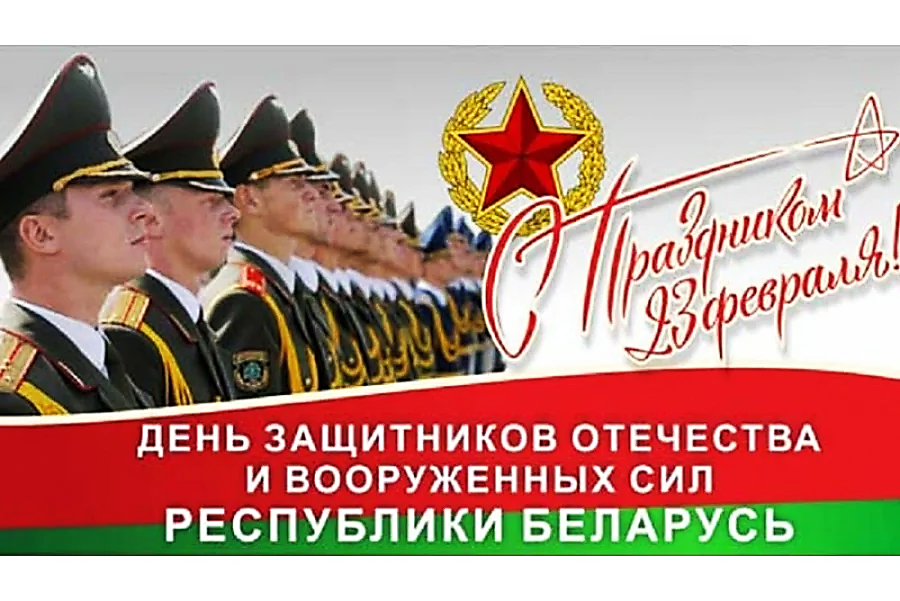 С Праздником
23 февраля!
ДЕНЬ ЗАЩИТНИКОВ ОТЕЧЕСТВА
И ВООРУЖЕННЫХ СИЛ
РЕСПУБЛИКИ БЕЛАРУСЬ